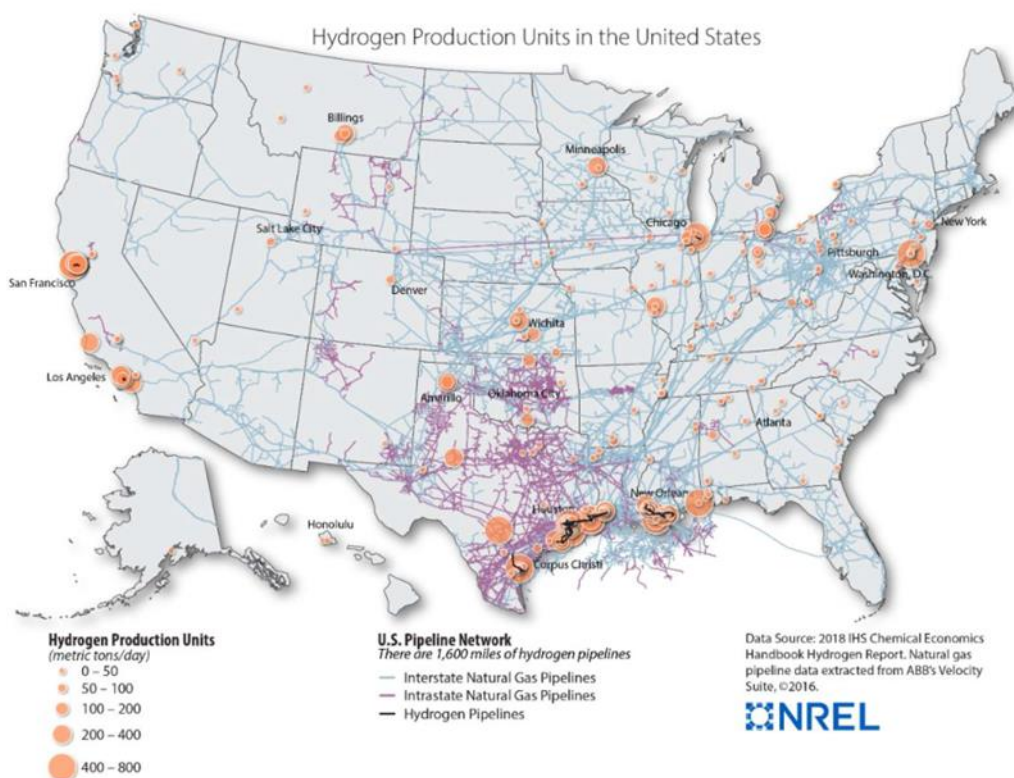 Hydrogen Production Units in the United States
Billings
Minneapolis
Salt Lake City
Chicago
New York
Pittsburgh
Washington, D.C.
San Francisco
Denver
Wichita
Los Angeles
Amarillo
Oklahoma City
Atlanta
Honolulu
Corpus Christi
Hydrogen Production Units
(metric tons/day)
0 – 50
50 – 100
100 – 200
200 – 400
400 – 800
U.S. Pipeline Network
There are 1,600 miles of hydrogen pipelines
Interstate Natural Gas Pipelines
Intrastate Natural Gas Pipelines
Hydrogen Pipelines
Data Source: 2018 IHS Chemical Economics
Handbook Hydrogen Report. Natural gas
pipeline data extracted from ABB's Velocity
Suite, ©2016.
NREL